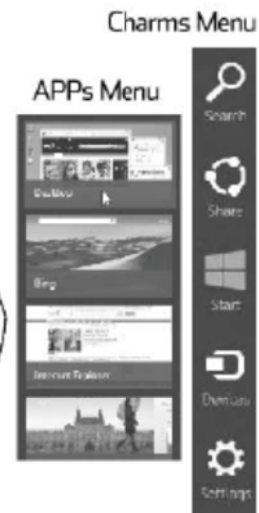 Charms Menu
APPs Menu
Search
Share
Start
Devices
Settings
Desktop
Bing
Internet Explorer